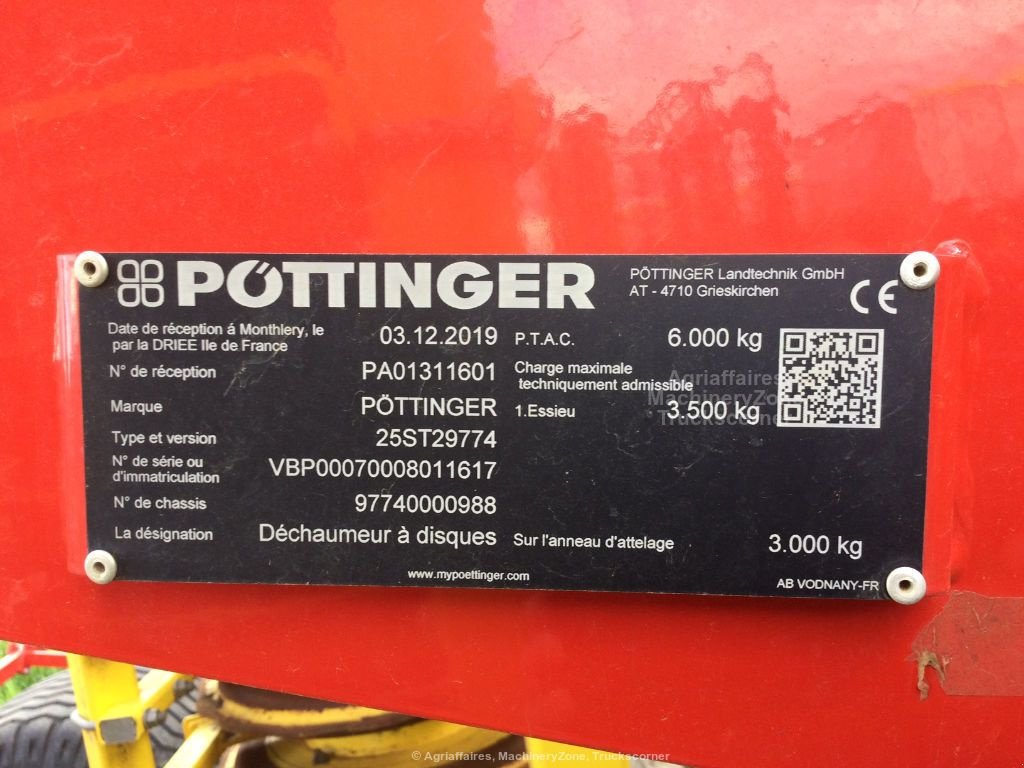 PÖTTINGER
PÖTTINGER Landtechnik GmbH
AT - 4710 Grieskirchen
CE
Date de réception á Monthlery, le
par la DRIEE Ile de France
03.12.2019
N° de réception
PA01311601
Marque
PÖTTINGER
Type et version
25ST29774
N° de série ou
d'immatriculation
VBP00070008011617
N° de chassis
97740000988
La désignation
Déchaumeur à disques
P.T.A.C.
6.000 kg
Charge maximale
techniquement admissible
1.Essieu
3.500 kg
Sur l'anneau d'attelage
3.000 kg
www.mypoettinger.com
AB VODNANY-FR
Agriaffaires,
MachineryZone,
Truckscorner
© Agriaffaires, MachineryZone, Truckscorner